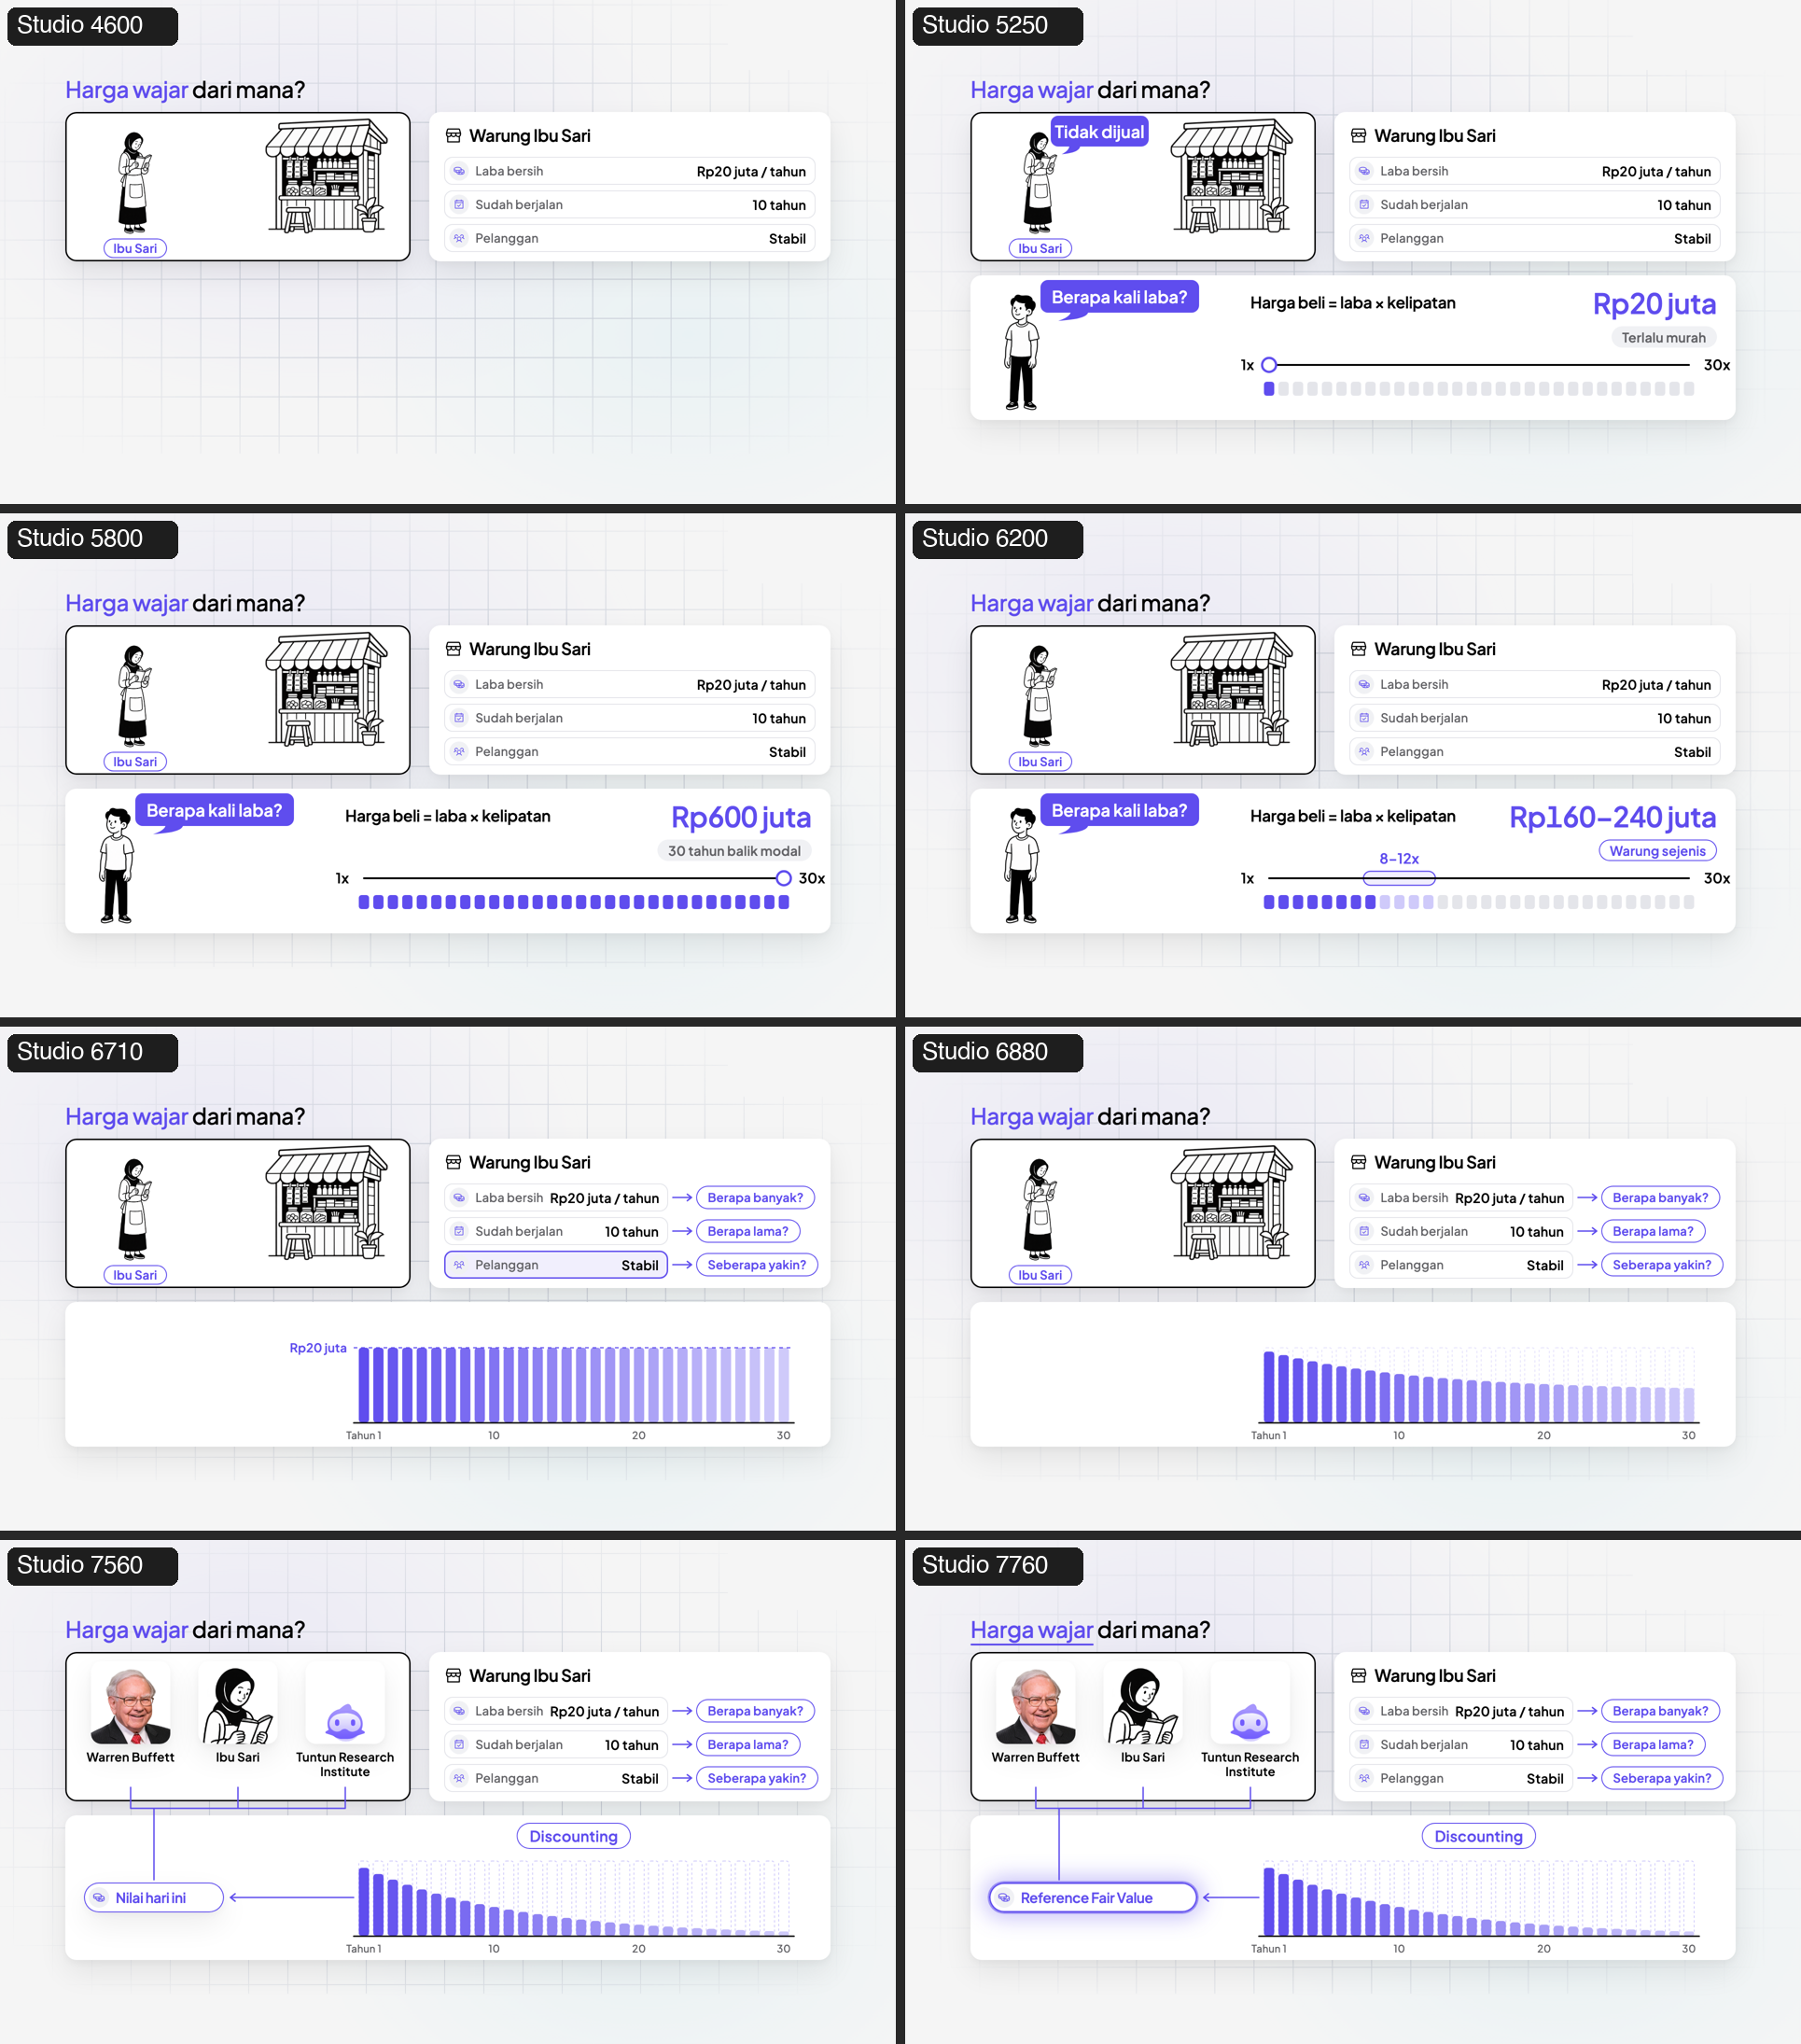 Studio 4600
Harga wajar dari mana?
Ibu Sari
Warung Ibu Sari
Laba bersih Rp20 juta / tahun
Sudah berjalan 10 tahun
Pelanggan Stabil
Studio 5250
Harga wajar dari mana?
Tidak dijual
Ibu Sari
Warung Ibu Sari
Laba bersih Rp20 juta / tahun
Sudah berjalan 10 tahun
Pelanggan Stabil
Berapa kali laba?
Harga beli = laba × kelipatan
Rp20 juta
Terlalu murah
1x 30x
Studio 5800
Harga wajar dari mana?
Ibu Sari
Warung Ibu Sari
Laba bersih Rp20 juta / tahun
Sudah berjalan 10 tahun
Pelanggan Stabil
Berapa kali laba?
Harga beli = laba × kelipatan
Rp600 juta
30 tahun balik modal
1x 30x
Studio 6200
Harga wajar dari mana?
Ibu Sari
Warung Ibu Sari
Laba bersih Rp20 juta / tahun
Sudah berjalan 10 tahun
Pelanggan Stabil
Berapa kali laba?
Harga beli = laba × kelipatan
Rp160–240 juta
Warung sejenis
8–12x
1x 30x
Studio 6710
Harga wajar dari mana?
Ibu Sari
Warung Ibu Sari
Laba bersih Rp20 juta / tahun Berapa banyak?
Sudah berjalan 10 tahun Berapa lama?
Pelanggan Stabil Seberapa yakin?
Rp20 juta
Tahun 1 10 20 30
Studio 6880
Harga wajar dari mana?
Ibu Sari
Warung Ibu Sari
Laba bersih Rp20 juta / tahun Berapa banyak?
Sudah berjalan 10 tahun Berapa lama?
Pelanggan Stabil Seberapa yakin?
Tahun 1 10 20 30
Studio 7560
Harga wajar dari mana?
Warren Buffett
Ibu Sari
Tuntun Research
Institute
Warung Ibu Sari
Laba bersih Rp20 juta / tahun Berapa banyak?
Sudah berjalan 10 tahun Berapa lama?
Pelanggan Stabil Seberapa yakin?
Discounting
Nilai hari ini
Tahun 1 10 20 30
Studio 7760
Harga wajar dari mana?
Warren Buffett
Ibu Sari
Tuntun Research
Institute
Warung Ibu Sari
Laba bersih Rp20 juta / tahun Berapa banyak?
Sudah berjalan 10 tahun Berapa lama?
Pelanggan Stabil Seberapa yakin?
Discounting
Reference Fair Value
Tahun 1 10 20 30